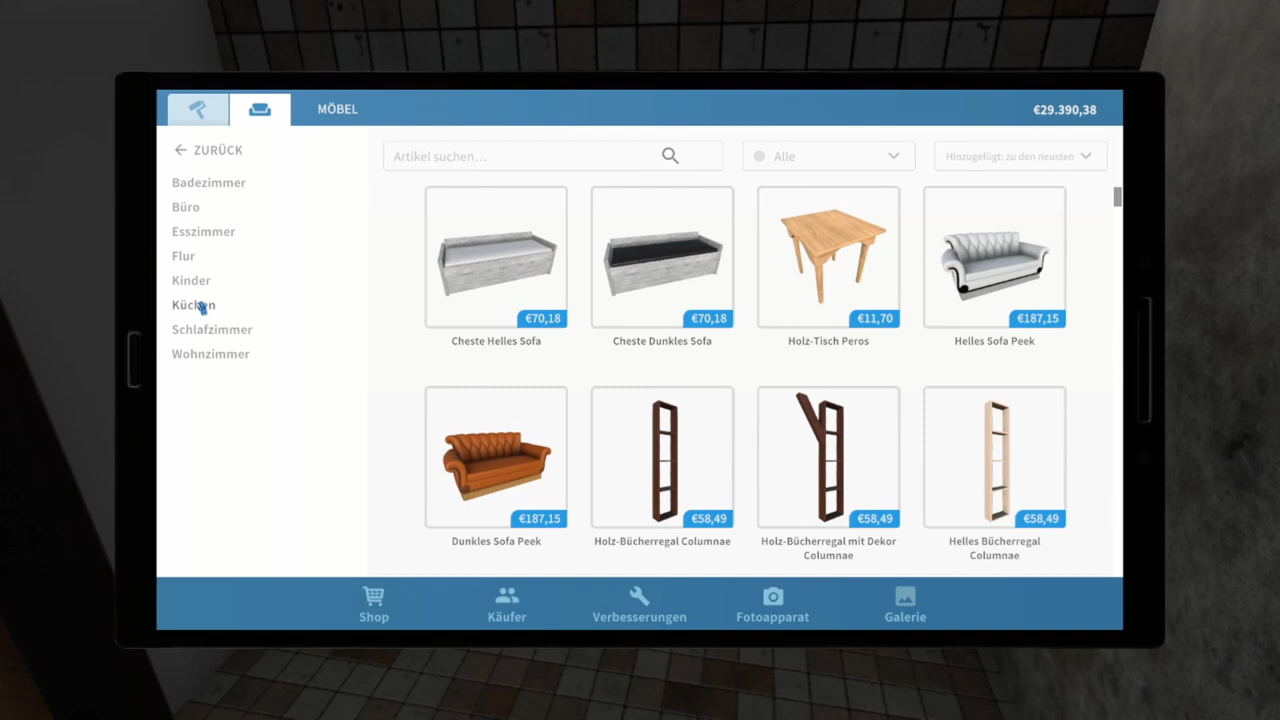 MÖBEL
€29.390,38
ZURÜCK
Badezimmer
Büro
Esszimmer
Flur
Kinder
Küchen
Schlafzimmer
Wohnzimmer
Artikel suchen...
Alle
Hinzugefügt: zu den neusten
€70,18
€70,18
€11,70
€187,15
Cheste Helles Sofa
Cheste Dunkles Sofa
Holz-Tisch Peros
Helles Sofa Peek
€187,15
€58,49
€58,49
€58,49
Dunkles Sofa Peek
Holz-Bücherregal Columnae
Holz-Bücherregal mit Dekor
Columnae
Helles Bücherregal
Columnae
Shop
Käufer
Verbesserungen
Fotoapparat
Galerie